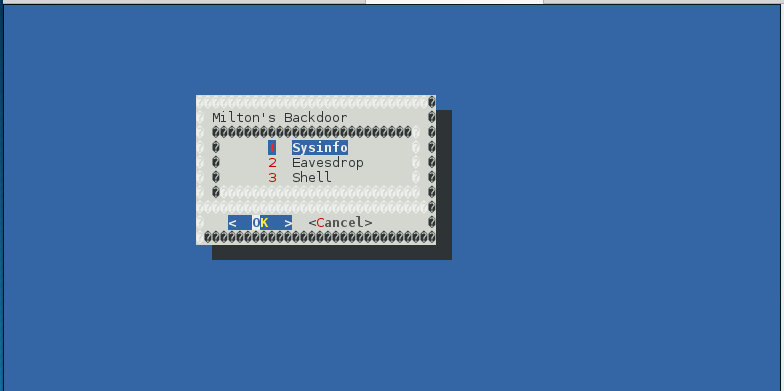 Milton's Backdoor
1 Sysinfo
2 Eavesdrop
3 Shell
< OK > <Cancel>